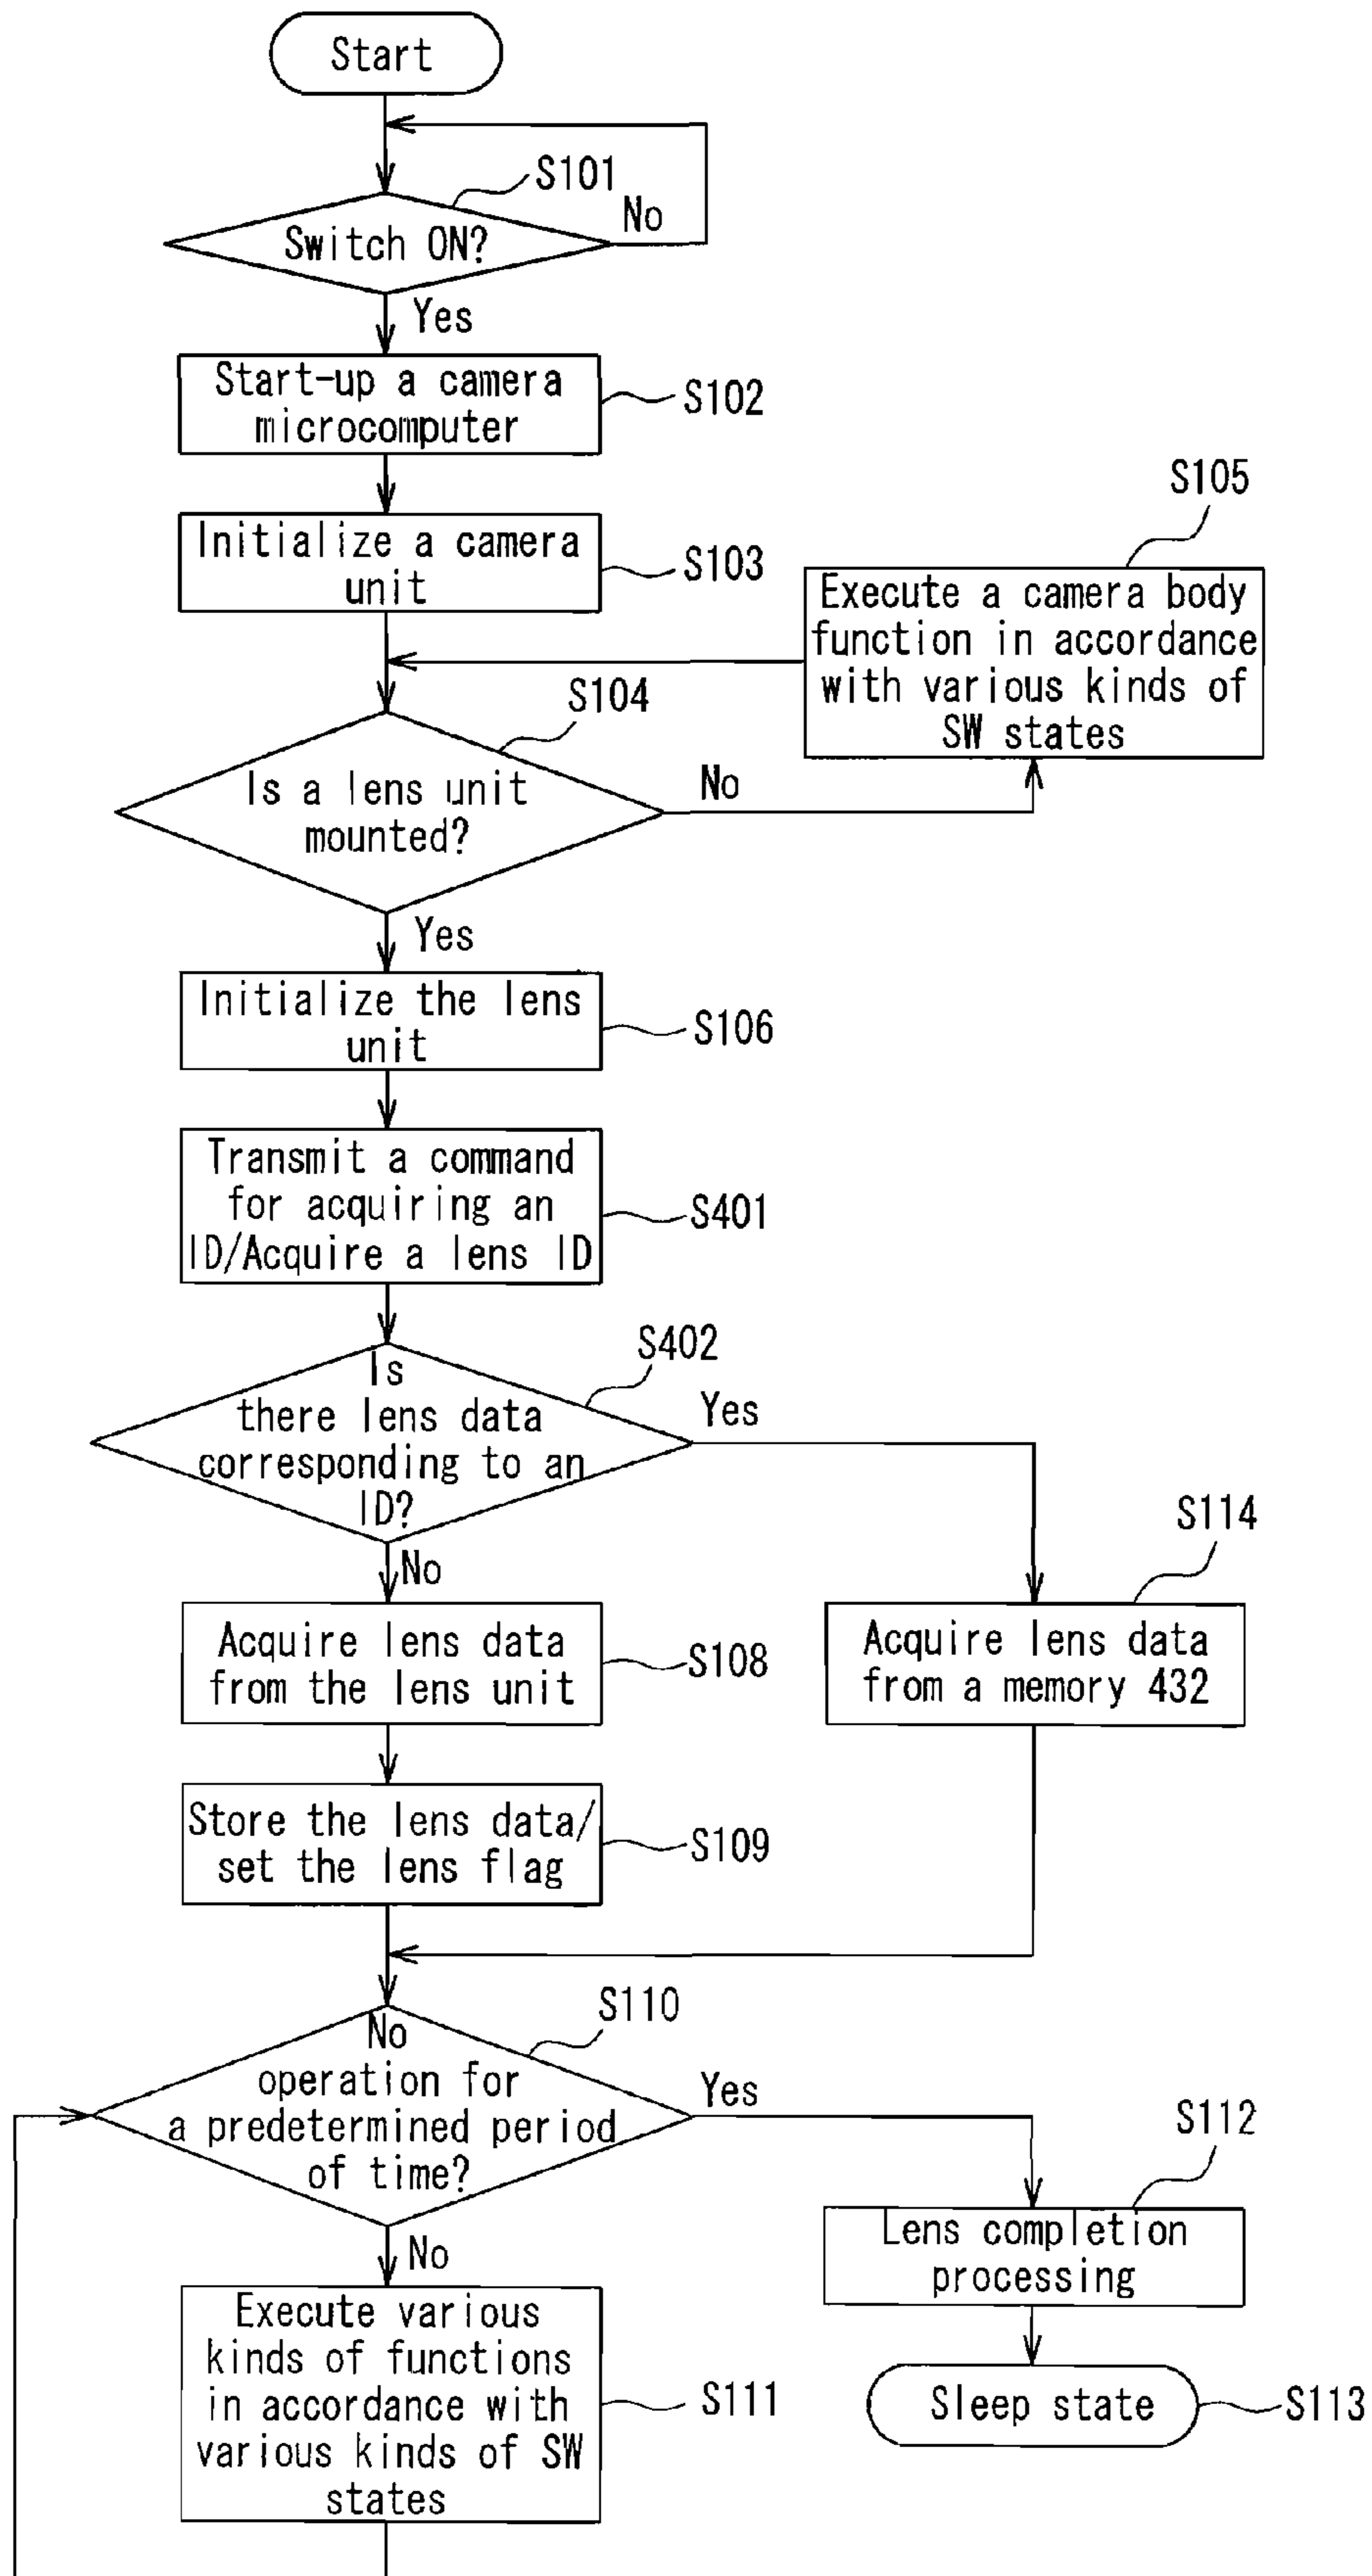 Start
S101
No
Switch ON?
Yes
Start-up a camera
microcomputer
S102
S105
Initialize a camera
unit
S103
Execute a camera body
function in accordance
with various kinds of
SW states
S104
No
Is a lens unit
mounted?
Yes
Initialize the lens
unit
S106
Transmit a command
for acquiring an
ID/Acquire a lens ID
S401
S402
Is
there lens data
corresponding to an
ID?
Yes
S114
No
Acquire lens data
from the lens unit
S108
Acquire lens data
from a memory 432
Store the lens data/
set the lens flag
S109
S110
No
operation for
a predetermined period
of time?
Yes
S112
No
Lens completion
processing
Execute various
kinds of functions
in accordance with
various kinds of SW
states
S111
Sleep state
S113